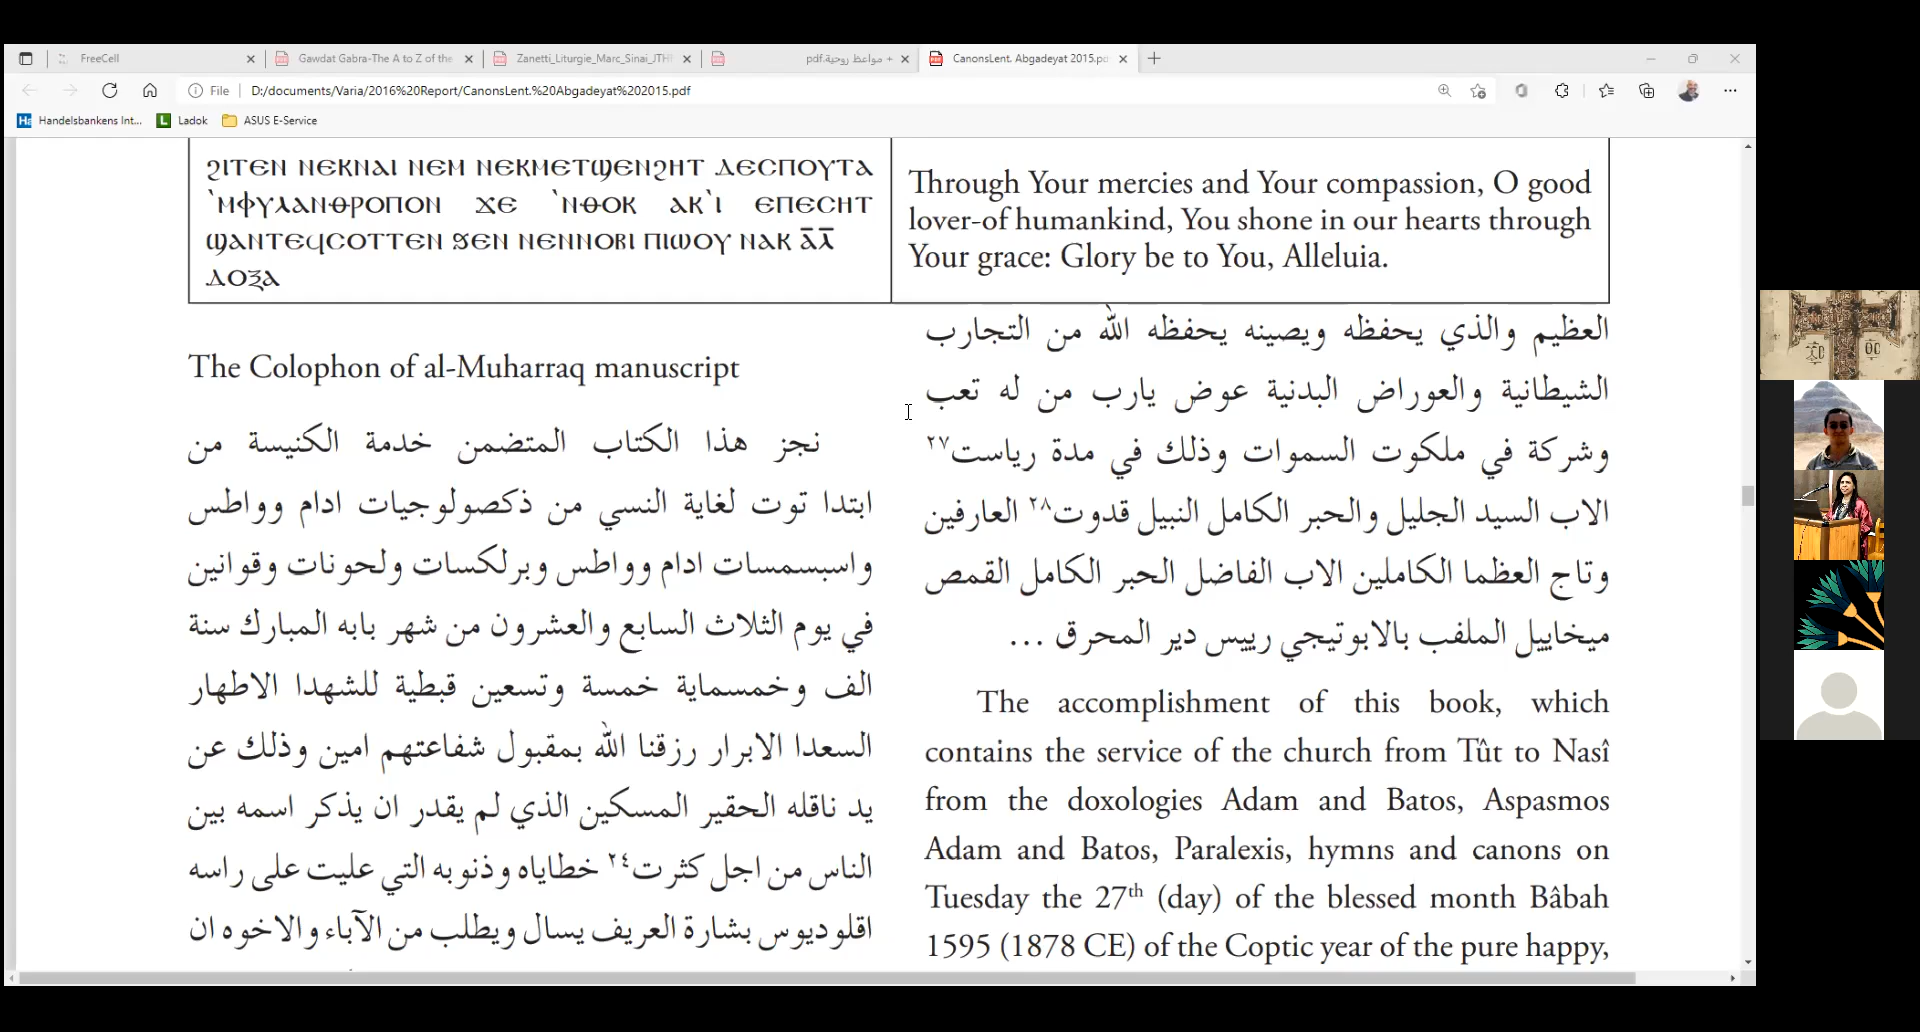 FreeCell
Gawdat Gabra-The A to Z of the
Zanetti_Liturgie_Marc_Sinai_JTH
مواعظ روحية.pdf +
CanonsLent. Abgadeyat 2015.pd
File D:/documents/Varia/2016%20Report/CanonsLent.%20Abgadeyat%202015.pdf
Handelsbankens Int... Ladok ASUS E-Service
ϩⲓⲧⲉⲛ ⲛⲉⲕⲛⲁⲓ ⲛⲉⲙ ⲛⲉⲕⲙⲉⲧϣⲉⲛϩⲏⲧ ⲇⲉⲥⲡⲟⲩⲧⲁ
`ⲙⲫⲩⲗⲁⲛⲑⲣⲟⲡⲟⲛ ϫⲉ `ⲛⲑⲟⲕ ⲁⲕ`ⲓ ⲉⲡⲉⲥⲏⲧ
ϣⲁⲛⲧⲉϥⲥⲟⲧⲧⲉⲛ ϧⲉⲛ ⲛⲉⲛⲛⲟⲃⲓ ⲡⲓⲱⲟⲩ ⲛⲁⲕ ⲁ̅ⲗ̅
ⲇⲟⲝⲁ
Through Your mercies and Your compassion, O good
lover-of humankind, You shone in our hearts through
Your grace: Glory be to You, Alleluia.
The Colophon of al-Muharraq manuscript
نجز هذا الكتاب المتضمن خدمة الكنيسة من
ابتدا توت لغاية النسي من ذكصولوجيات ادام وواطس
واسبسمسات ادام وواطس وبرلكسات ولحونات وقوانين
في يوم الثلاث السابع والعشرون من شهر بابه المبارك سنة
الف وخمسماية خمسة وتسعين قبطية للشهدا الاطهار
السعدا الابرار رزقنا الله بمقبول شفاعتهم امين وذلك عن
يد ناقله الحقير المسكين الذي لم يقدر ان يذكر اسمه بين
الناس من اجل كثرت٢٤ خطاياه وذنوبه التي عليت على راسه
اقلوديوس بشارة العريف يسال ويطلب من الآباء والاخوه ان
العظيم والذي يحفظه ويصينه يحفظه الله من التجارب
الشيطانية والعوراض البدنية عوض يارب من له تعب
وشركة في ملكوت السموات وذلك في مدة رياست٢٧
الاب السيد الجليل والحبر الكامل النبيل قدوت٢٨ العارفين
وتاج العظما الكاملين الاب الفاضل الحبر الكامل القمص
ميخاييل الملفب بالابوتيجي رييس دير المحرق ...
The accomplishment of this book, which
contains the service of the church from Tût to Nasî
from the doxologies Adam and Batos, Aspasmos
Adam and Batos, Paralexis, hymns and canons on
Tuesday the 27th (day) of the blessed month Bâbah
1595 (1878 CE) of the Coptic year of the pure happy,